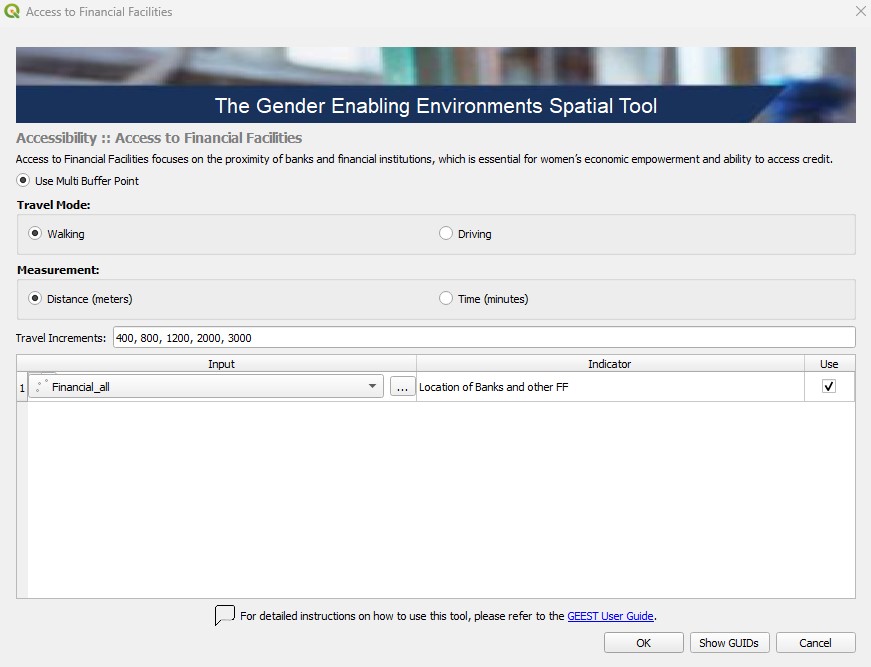 Access to Financial Facilities
The Gender Enabling Environments Spatial Tool
Accessibility :: Access to Financial Facilities
Access to Financial Facilities focuses on the proximity of banks and financial institutions, which is essential for women's economic empowerment and ability to access credit.
Use Multi Buffer Point
Travel Mode:
Walking Driving
Measurement:
Distance (meters) Time (minutes)
Travel Increments: 400, 800, 1200, 2000, 3000
Input Indicator Use
1 Financial_all ... Location of Banks and other FF
For detailed instructions on how to use this tool, please refer to the GEEST User Guide.
OK Show GUIDs Cancel